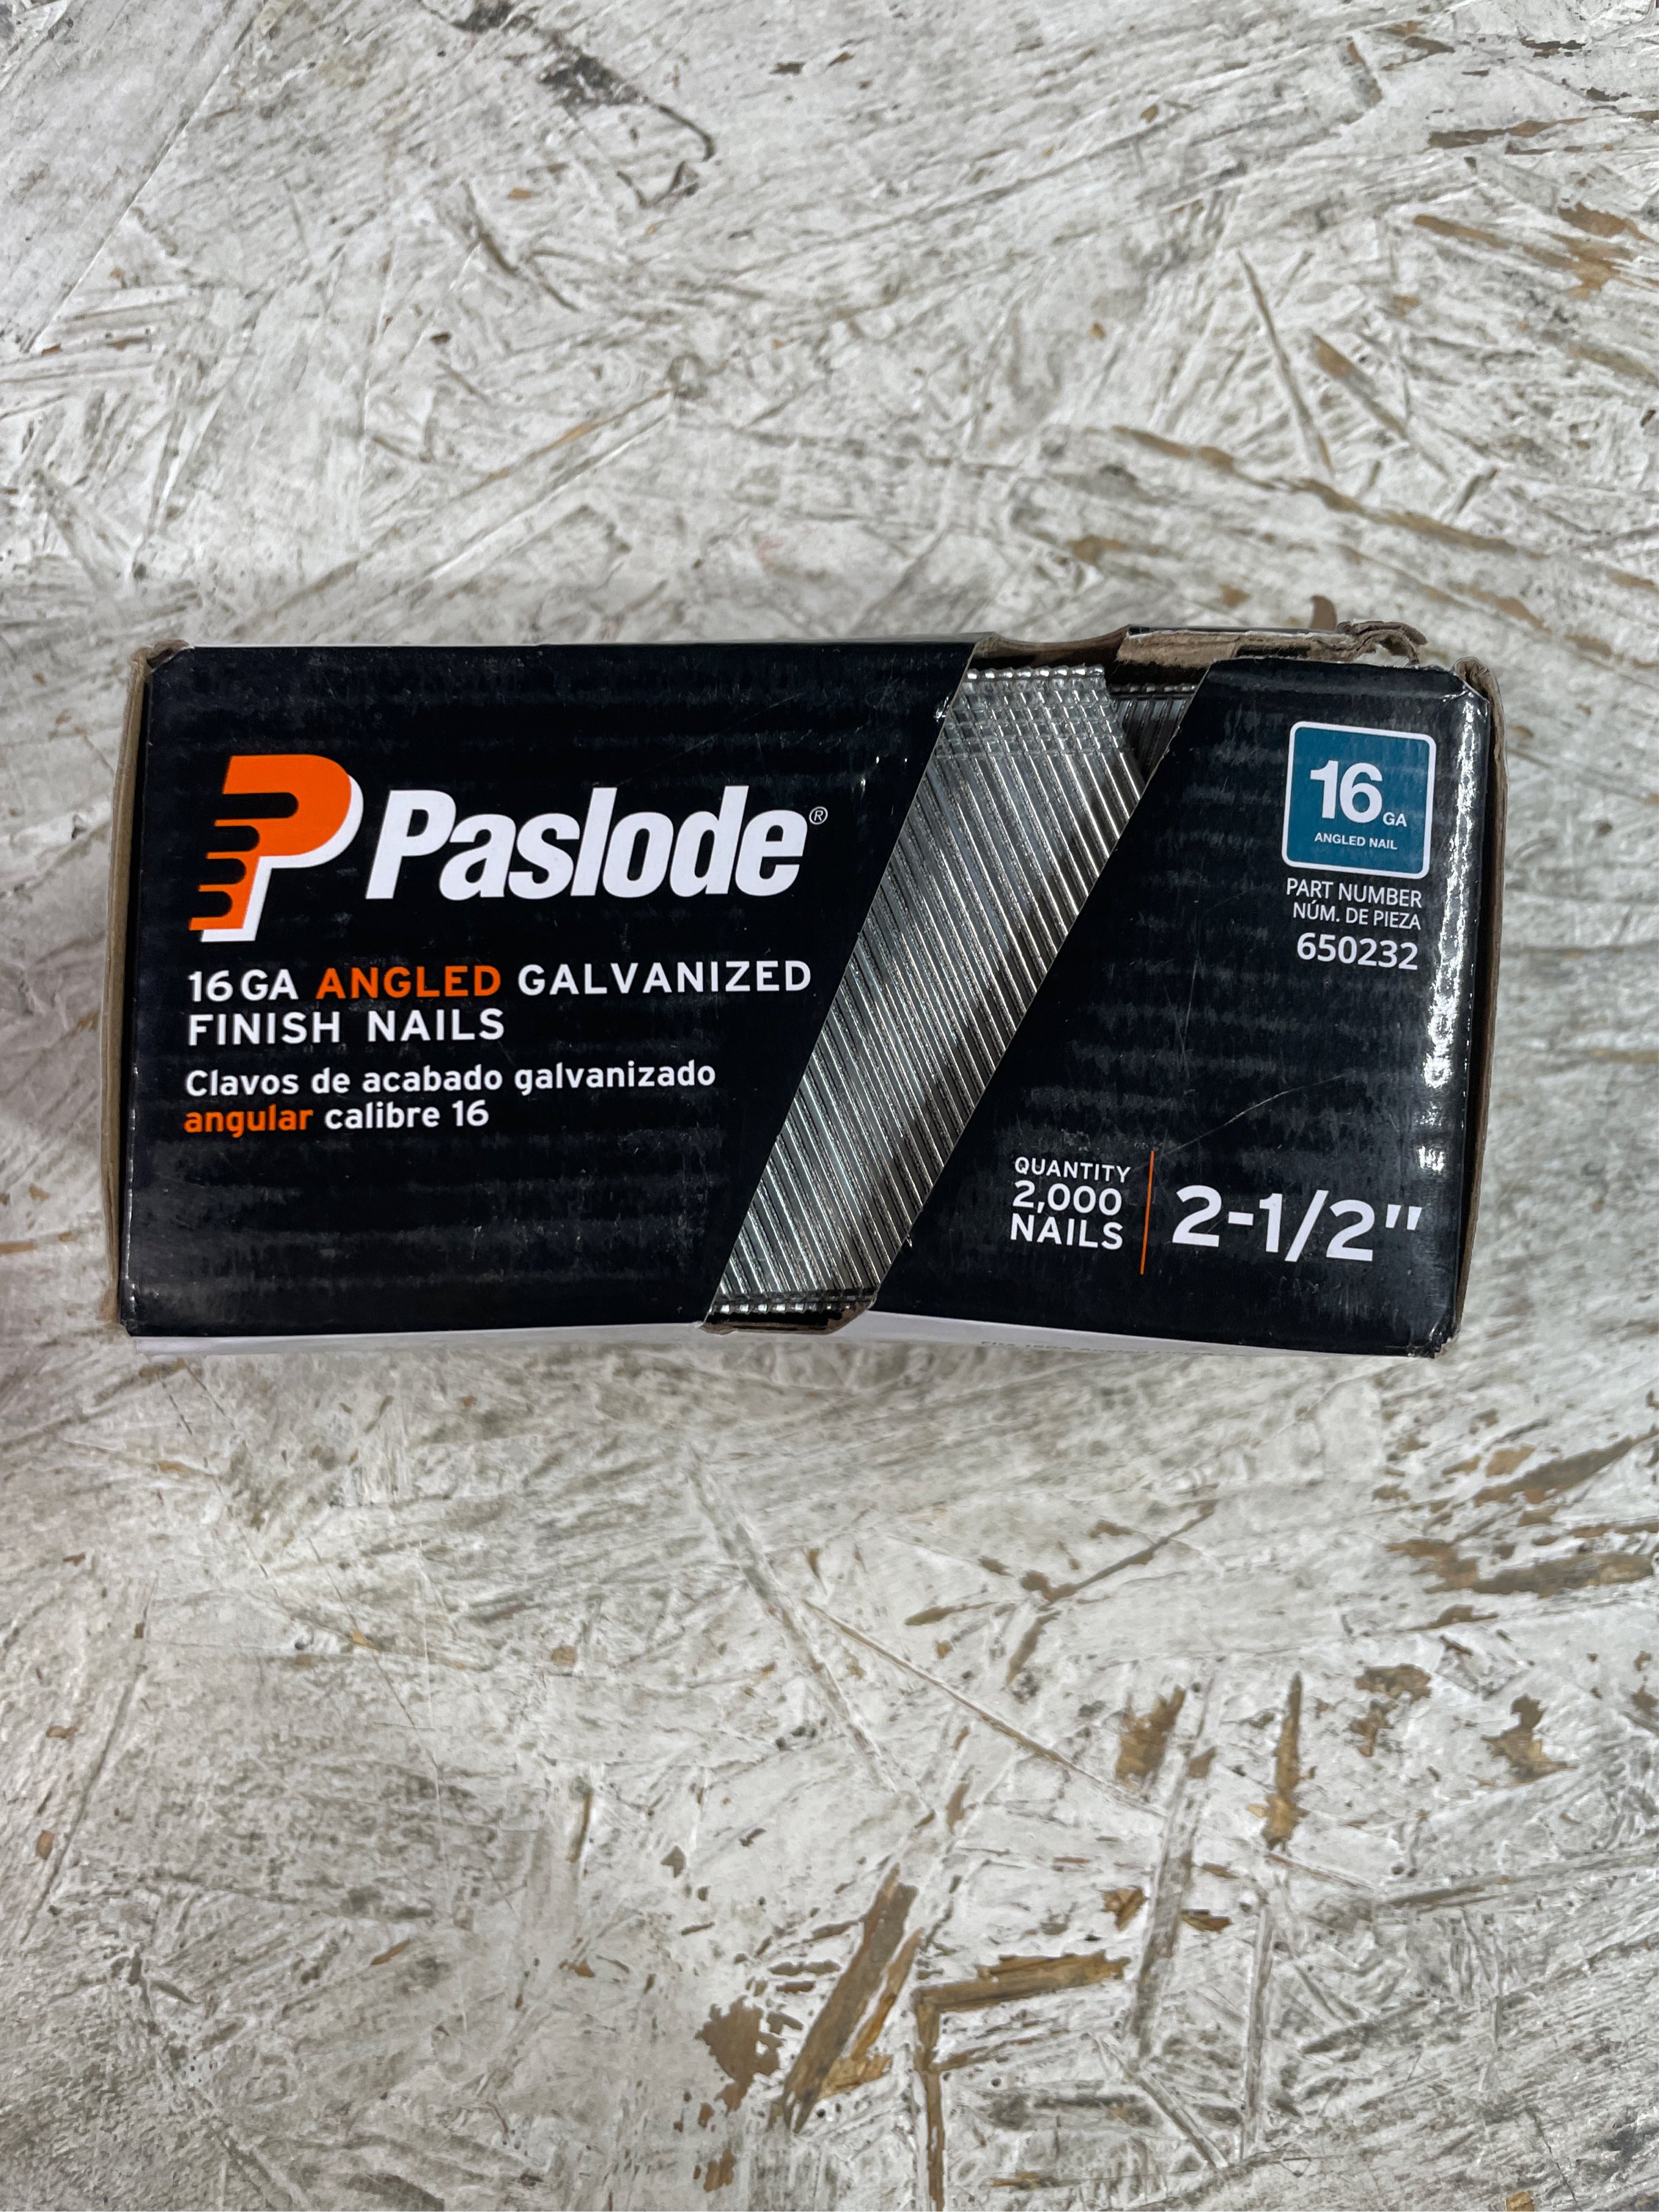 Paslode®
16 GA ANGLED GALVANIZED
FINISH NAILS
Clavos de acabado galvanizado
angular calibre 16
16 GA
ANGLED NAIL
PART NUMBER
NÚM. DE PIEZA
650232
QUANTITY
2,000
NAILS
2-1/2"